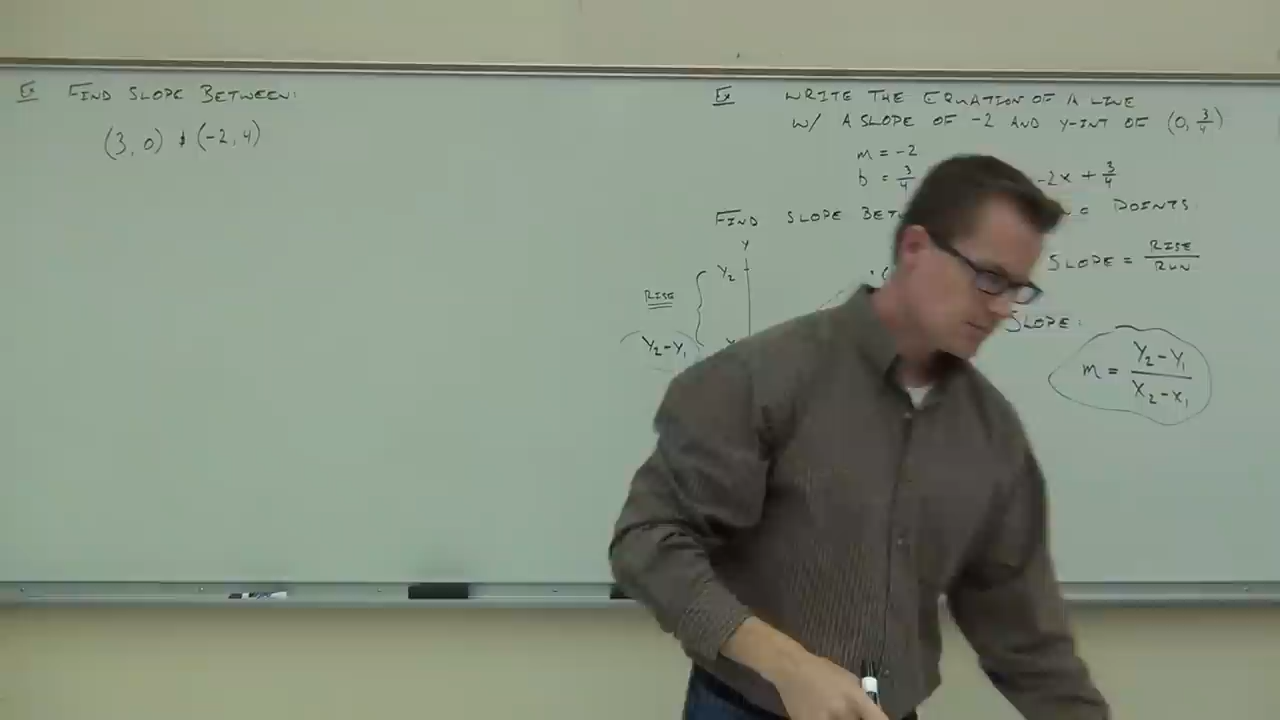 Ex FIND SLOPE BETWEEN:
(3, 0) & (-2, 4)
Ex WRITE THE EQUATION OF A LINE
W/ A SLOPE OF -2 AND Y-INT OF (0, 3/4)
m = -2
b = 3/4 -2x + 3/4
FIND SLOPE POINTS
Y
Y₂
RISE
Y₂-Y₁
SLOPE = RISE/RUN
SLOPE:
m = Y₂-Y₁/X₂-X₁